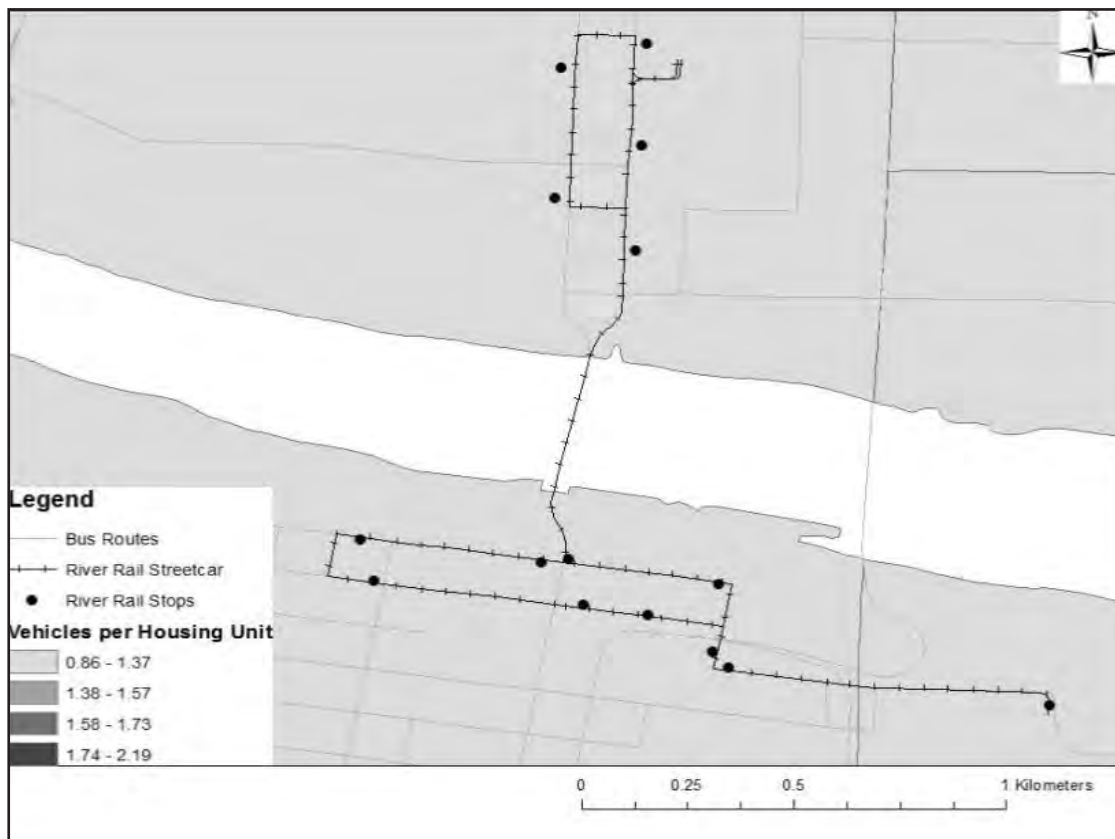 N
Legend
Bus Routes
River Rail Streetcar
River Rail Stops
Vehicles per Housing Unit
0.86 - 1.37
1.38 - 1.57
1.58 - 1.73
1.74 - 2.19
0 0.25 0.5 1 Kilometers